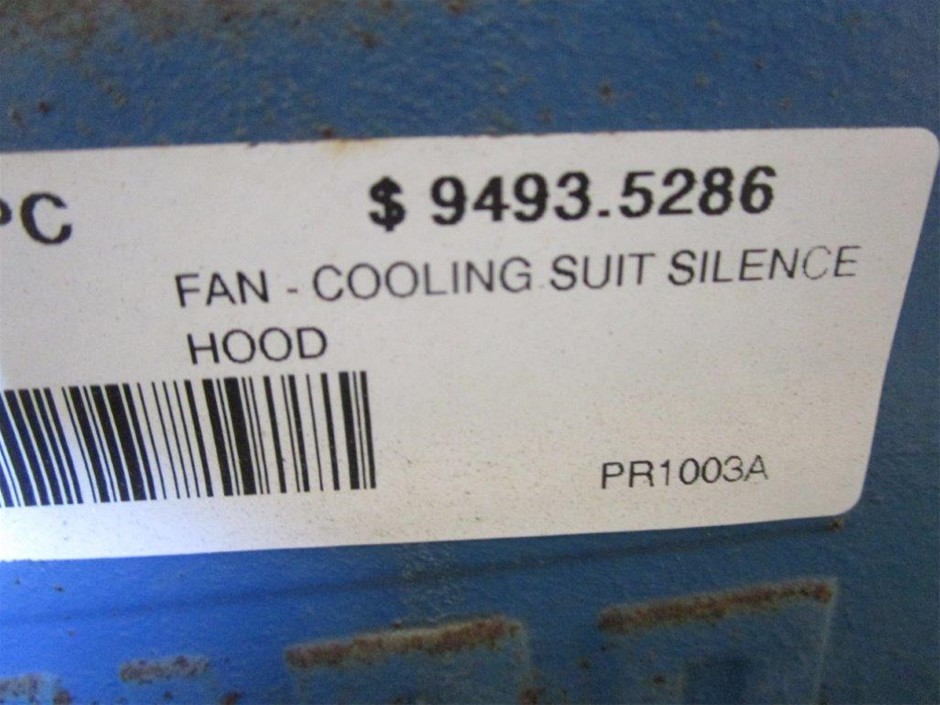 PC $ 9493.5286
FAN - COOLING SUIT SILENCE
HOOD
PR1003A